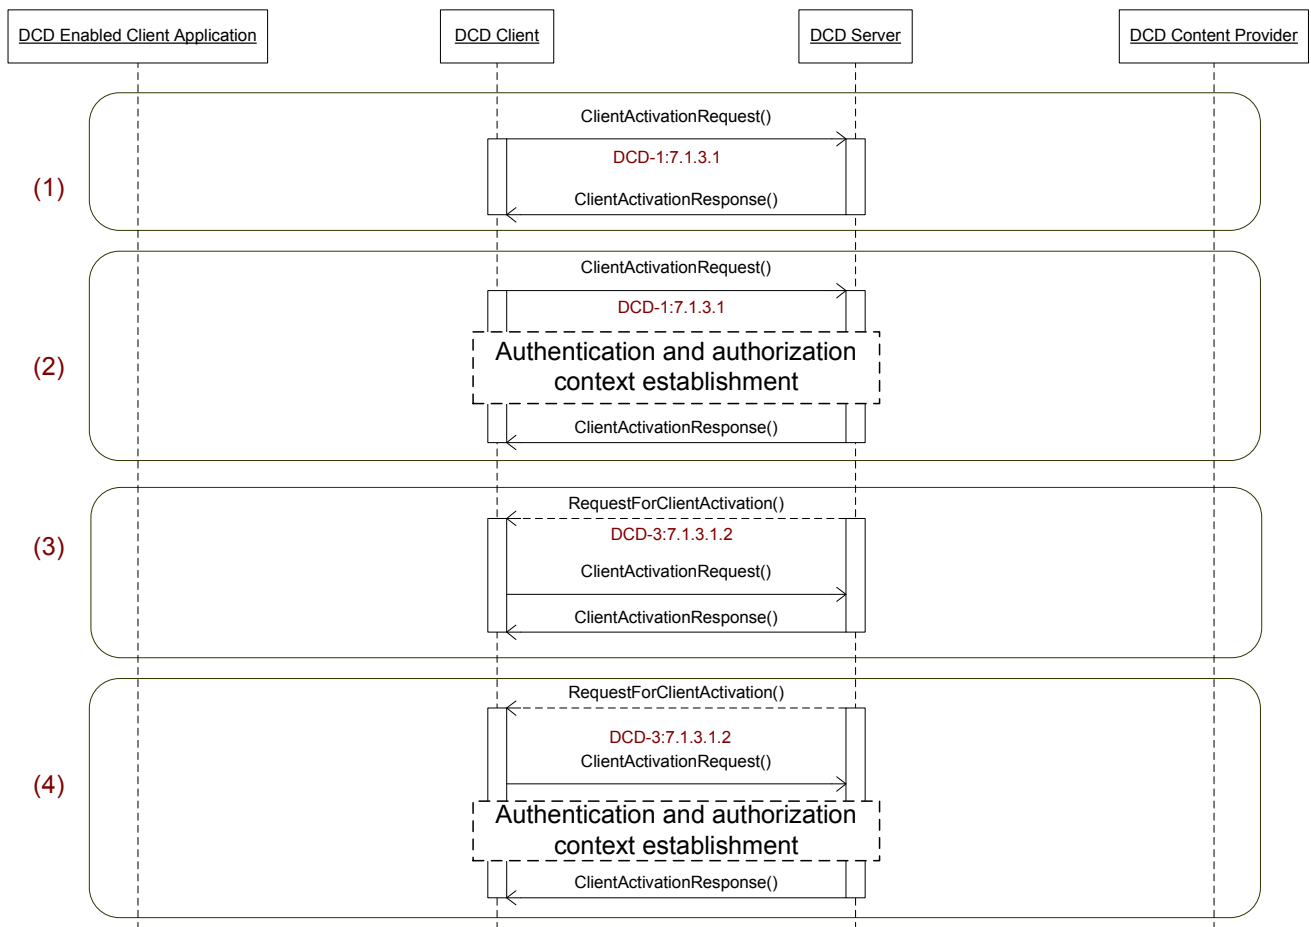 DCD Enabled Client Application
DCD Client
DCD Server
DCD Content Provider
(1)
ClientActivationRequest()
DCD-1:7.1.3.1
ClientActivationResponse()
(2)
ClientActivationRequest()
DCD-1:7.1.3.1
Authentication and authorization
context establishment
ClientActivationResponse()
(3)
RequestForClientActivation()
DCD-3:7.1.3.1.2
ClientActivationRequest()
ClientActivationResponse()
(4)
RequestForClientActivation()
DCD-3:7.1.3.1.2
ClientActivationRequest()
Authentication and authorization
context establishment
ClientActivationResponse()